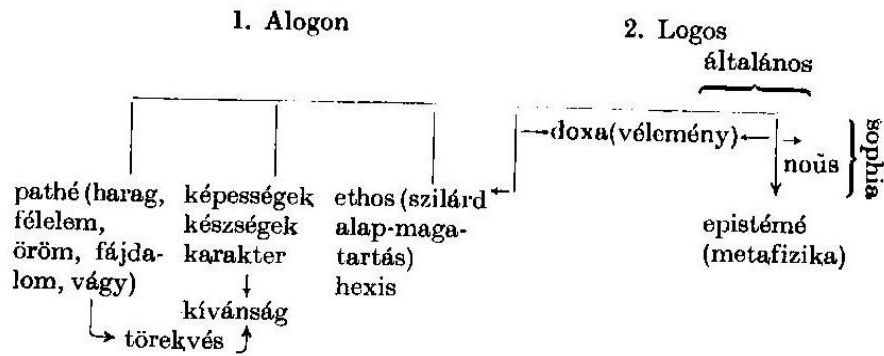 1. Alogon
2. Logos
általános
doxa(vélemény)
noũs
sophia
pathé (harag,
félelem,
öröm, fájda-
lom, vágy)
képességek
készségek
karakter
ethos (szilárd
alap-maga-
tartás)
hexis
epistémé
(metafizika)
kívánság
törekvés